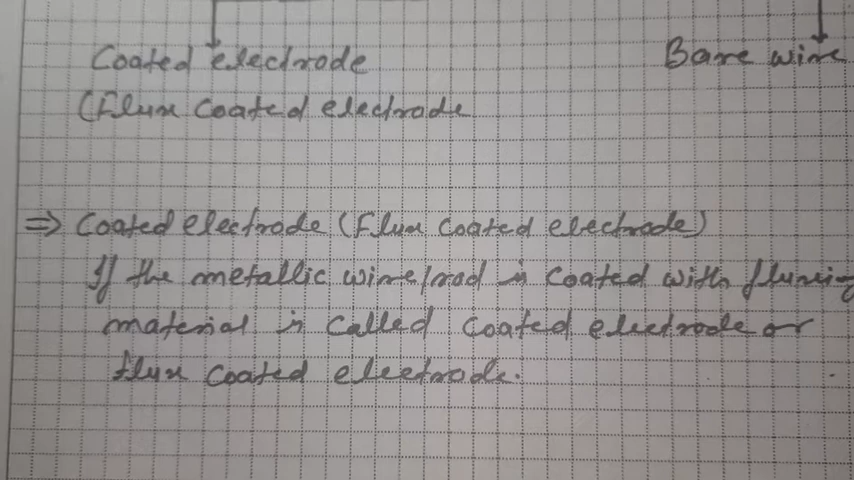 Coated electrode Bare wire
(Flux coated electrode
⇒ Coated electrode (Flux coated electrode)
If the metallic wire/rod is coated with fluxing
material is called coated electrode or
flux coated electrode.